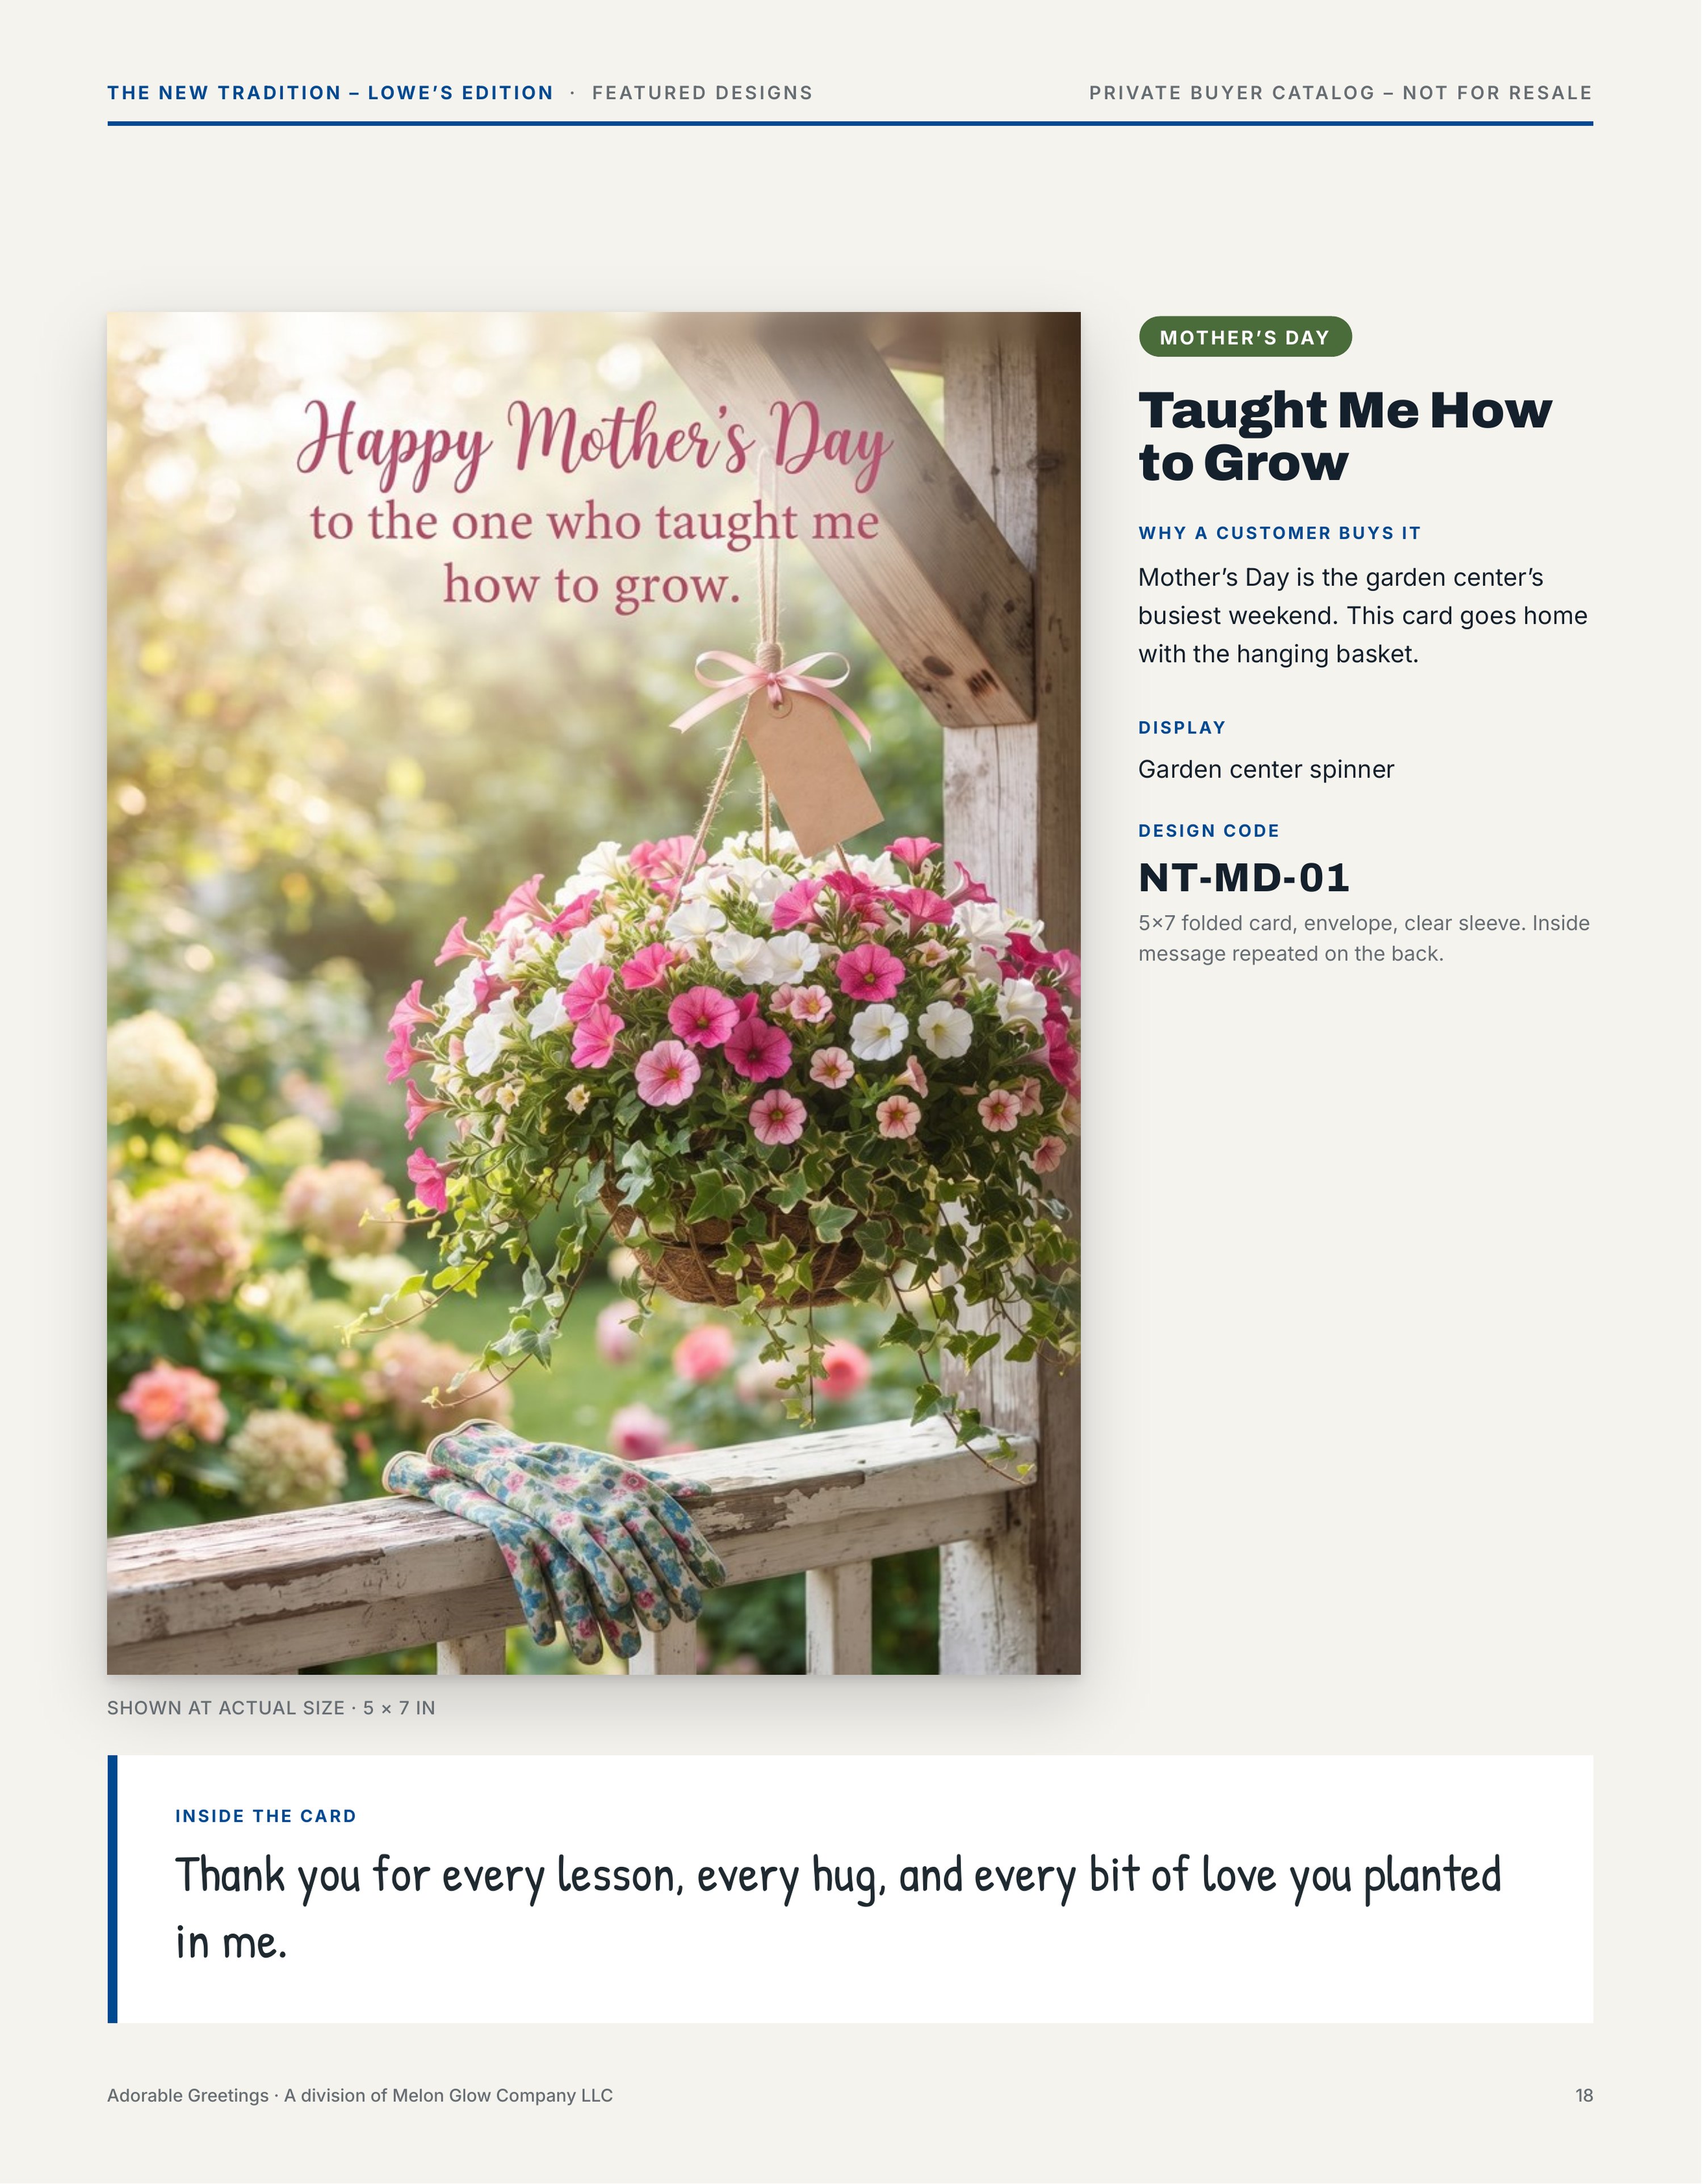 THE NEW TRADITION – LOWE’S EDITION · FEATURED DESIGNS
PRIVATE BUYER CATALOG – NOT FOR RESALE
Happy Mother's Day
to the one who taught me
how to grow.
MOTHER’S DAY
Taught Me How
to Grow
WHY A CUSTOMER BUYS IT
Mother’s Day is the garden center’s
busiest weekend. This card goes home
with the hanging basket.
DISPLAY
Garden center spinner
DESIGN CODE
NT-MD-01
5×7 folded card, envelope, clear sleeve. Inside
message repeated on the back.
SHOWN AT ACTUAL SIZE · 5 × 7 IN
INSIDE THE CARD
Thank you for every lesson, every hug, and every bit of love you planted
in me.
Adorable Greetings · A division of Melon Glow Company LLC
18